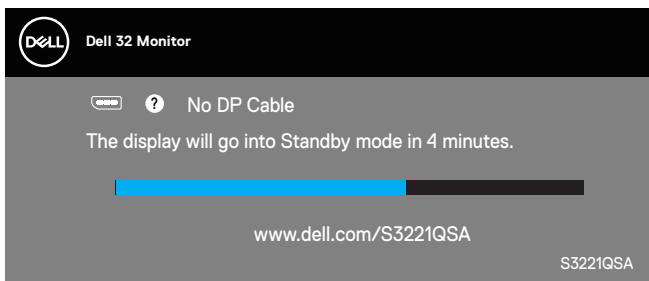 DELL
Dell 32 Monitor
? No DP Cable
The display will go into Standby mode in 4 minutes.
www.dell.com/S3221QSA
S3221QSA